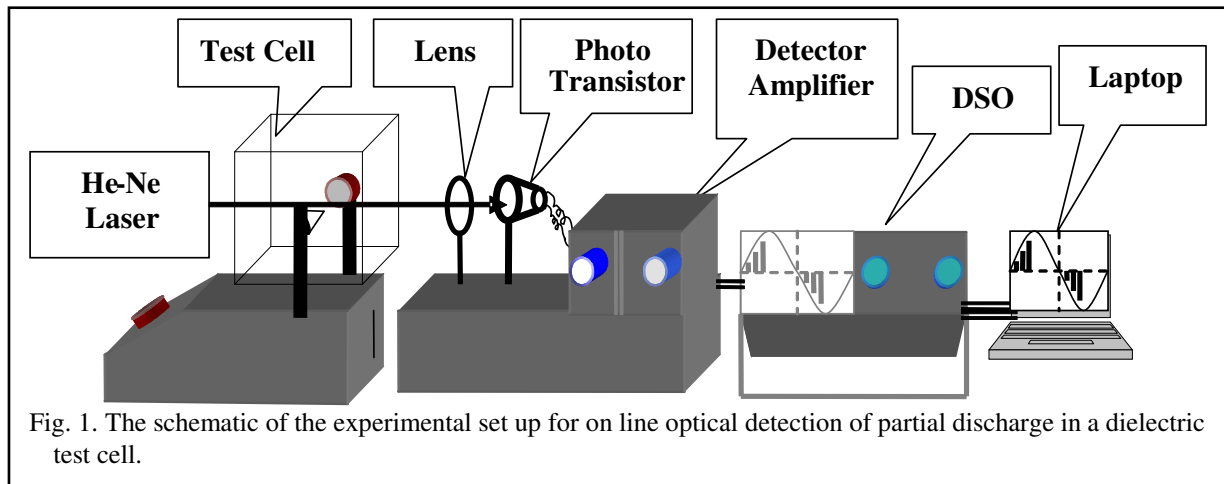 Test Cell
Lens
Photo
Transistor
Detector
Amplifier
DSO
Laptop
He-Ne
Laser
Fig. 1. The schematic of the experimental set up for on line optical detection of partial discharge in a dielectric
test cell.